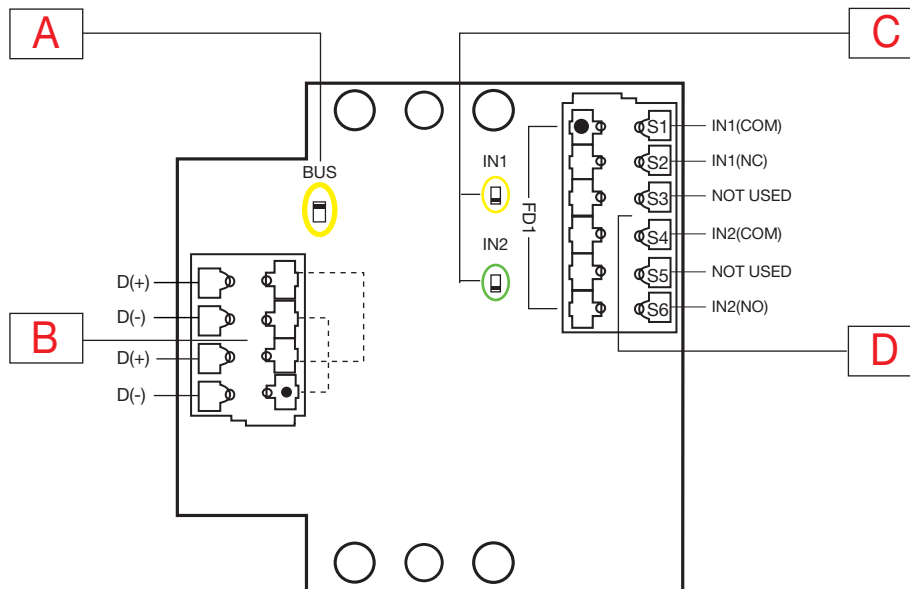 A
C
BUS
IN1
IN2
FD1
S1 IN1(COM)
S2 IN1(NC)
S3 NOT USED
S4 IN2(COM)
S5 NOT USED
S6 IN2(NO)
D(+)
D(-)
D(+)
D(-)
B
D